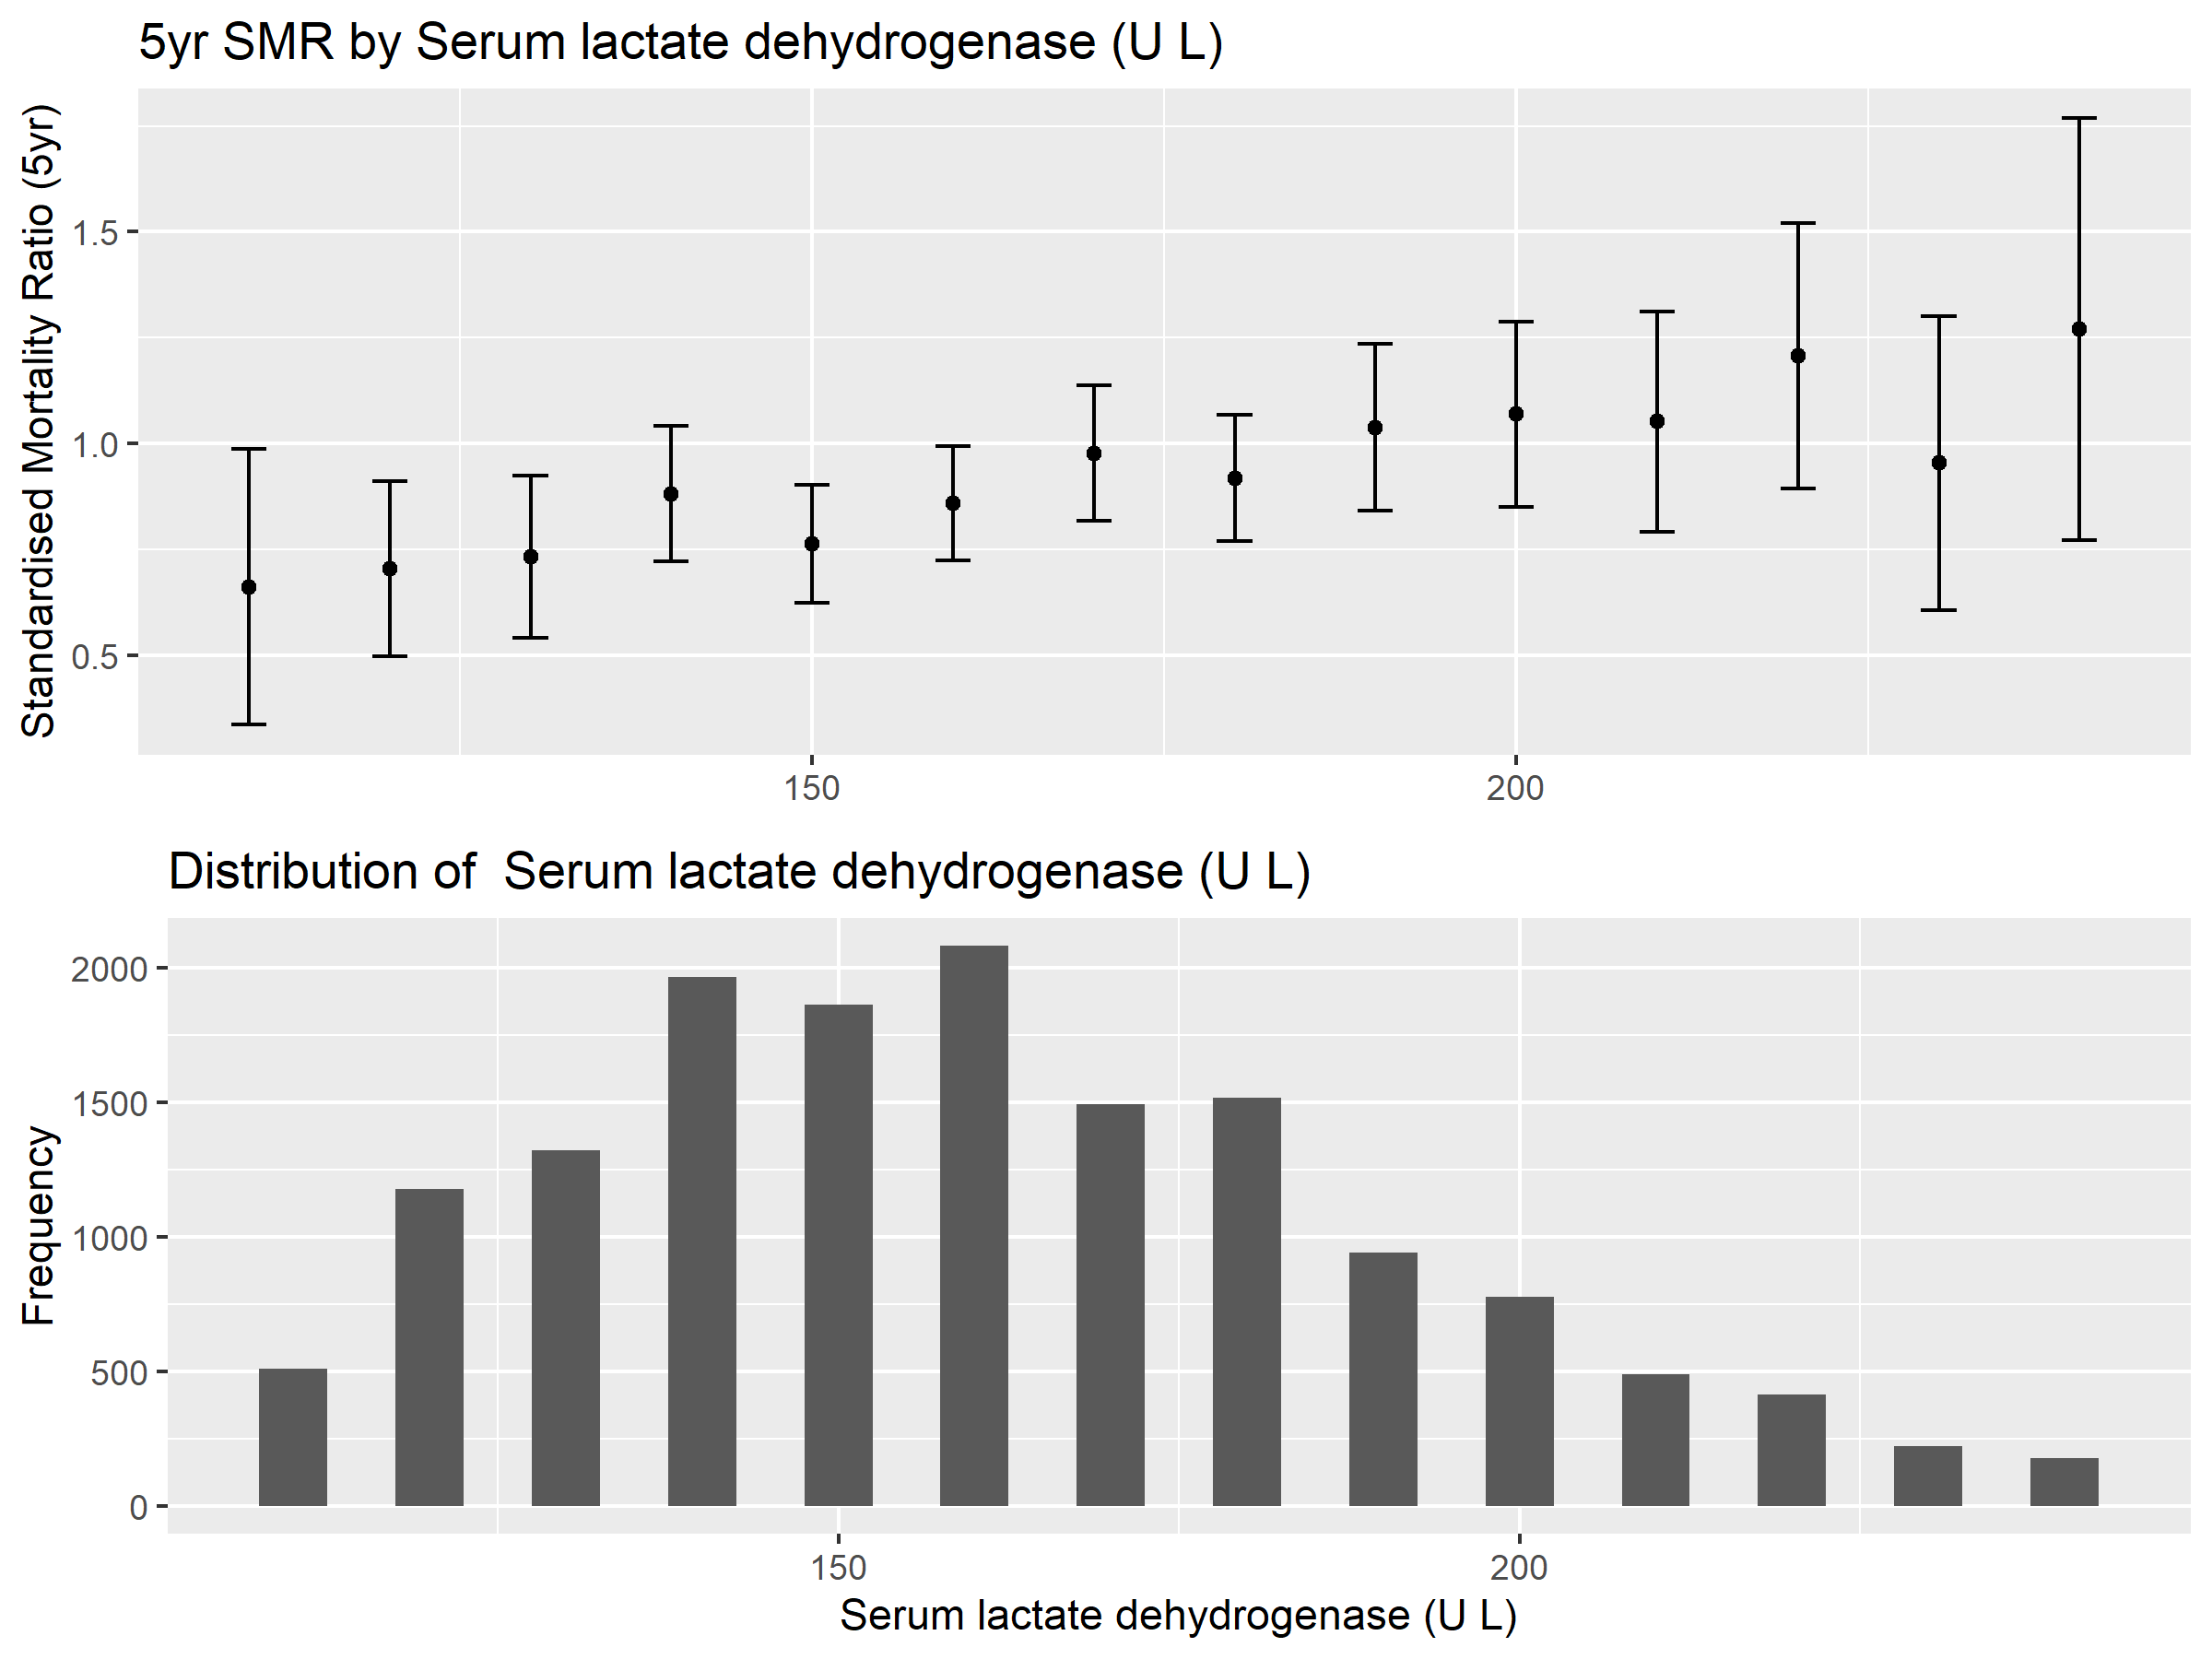 5yr SMR by Serum lactate dehydrogenase (U L)
Standardised Mortality Ratio (5yr)
1.5
1.0
0.5
150
200
Distribution of  Serum lactate dehydrogenase (U L)
Frequency
2000
1500
1000
500
0
150
200
Serum lactate dehydrogenase (U L)